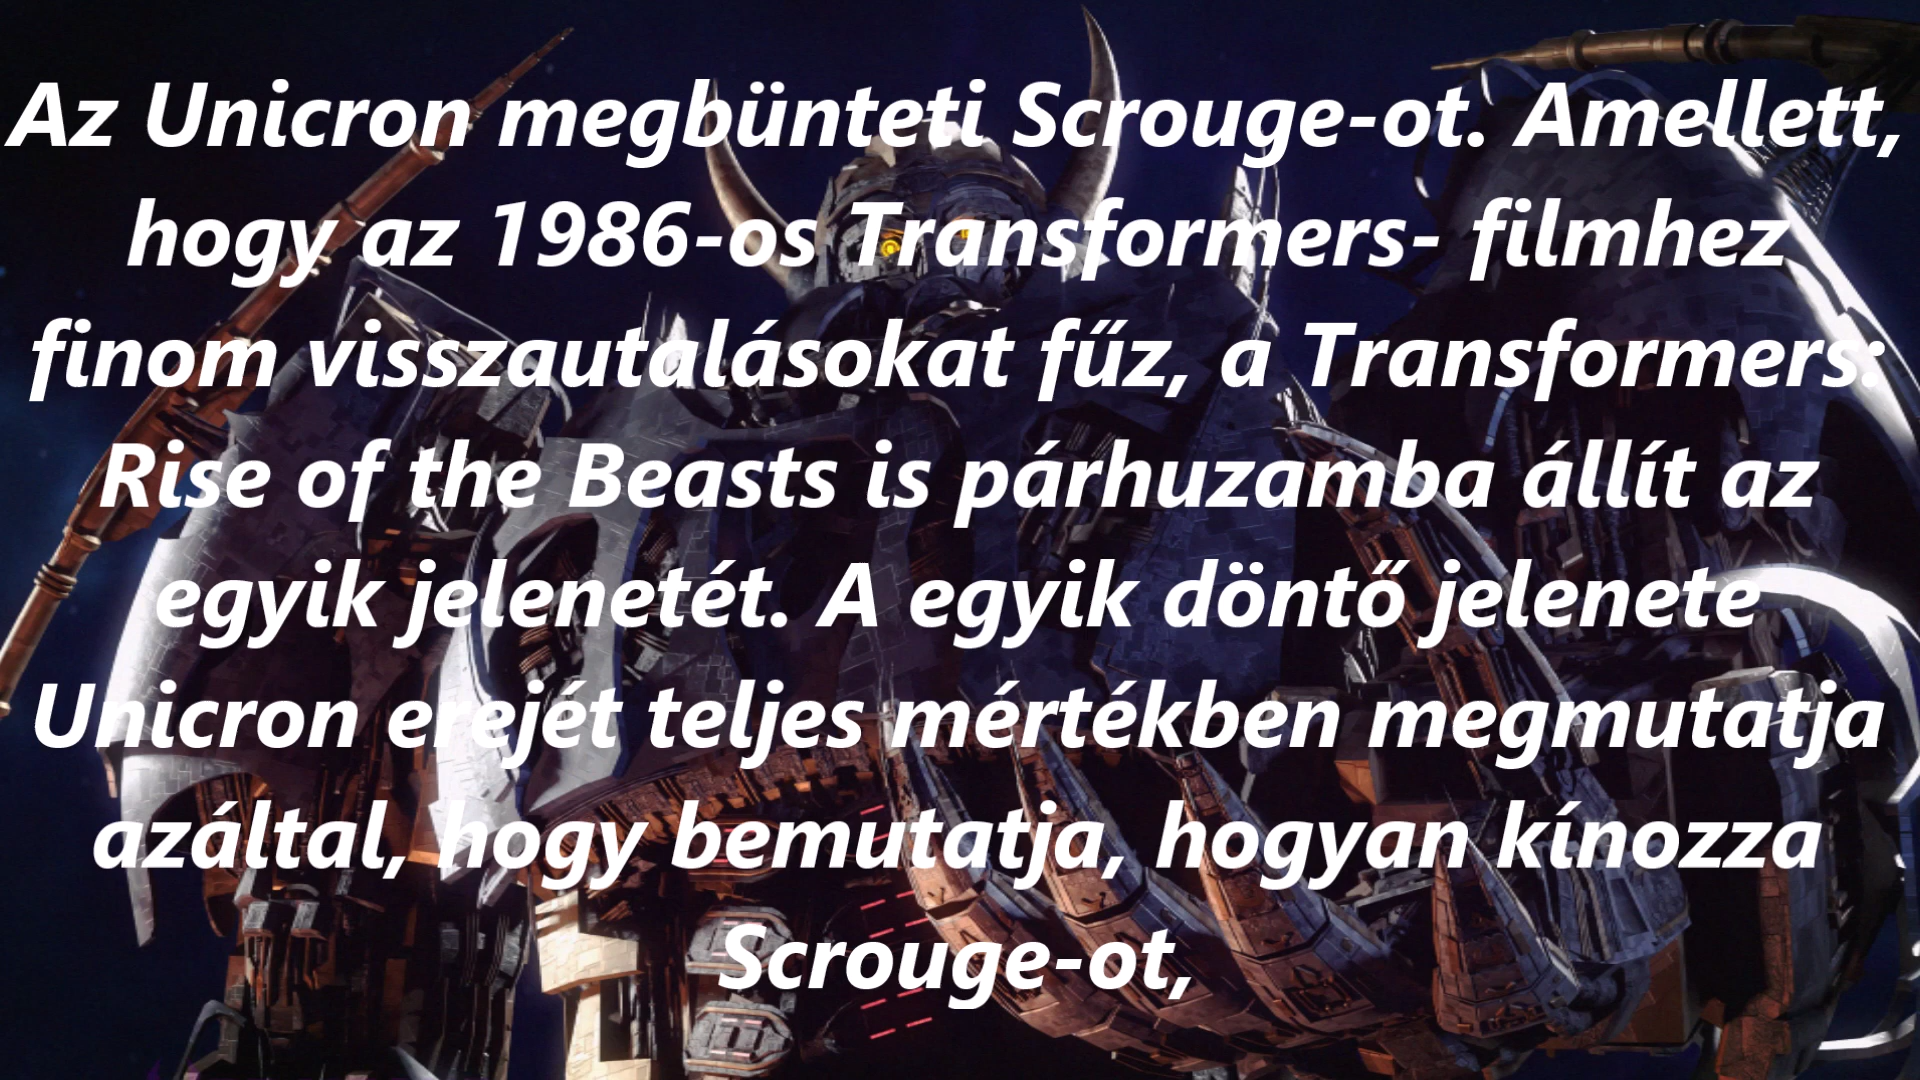 Az Unicron megbünteti Scrouge-ot. Amellett,
hogy az 1986-os Transformers- filmhez
finom visszautalásokat fűz, a Transformers:
Rise of the Beasts is párhuzamba állít az
egyik jelenetét. A egyik döntő jelenete
Unicron erejét teljes mértékben megmutatja
azáltal, hogy bemutatja, hogyan kínozza
Scrouge-ot,